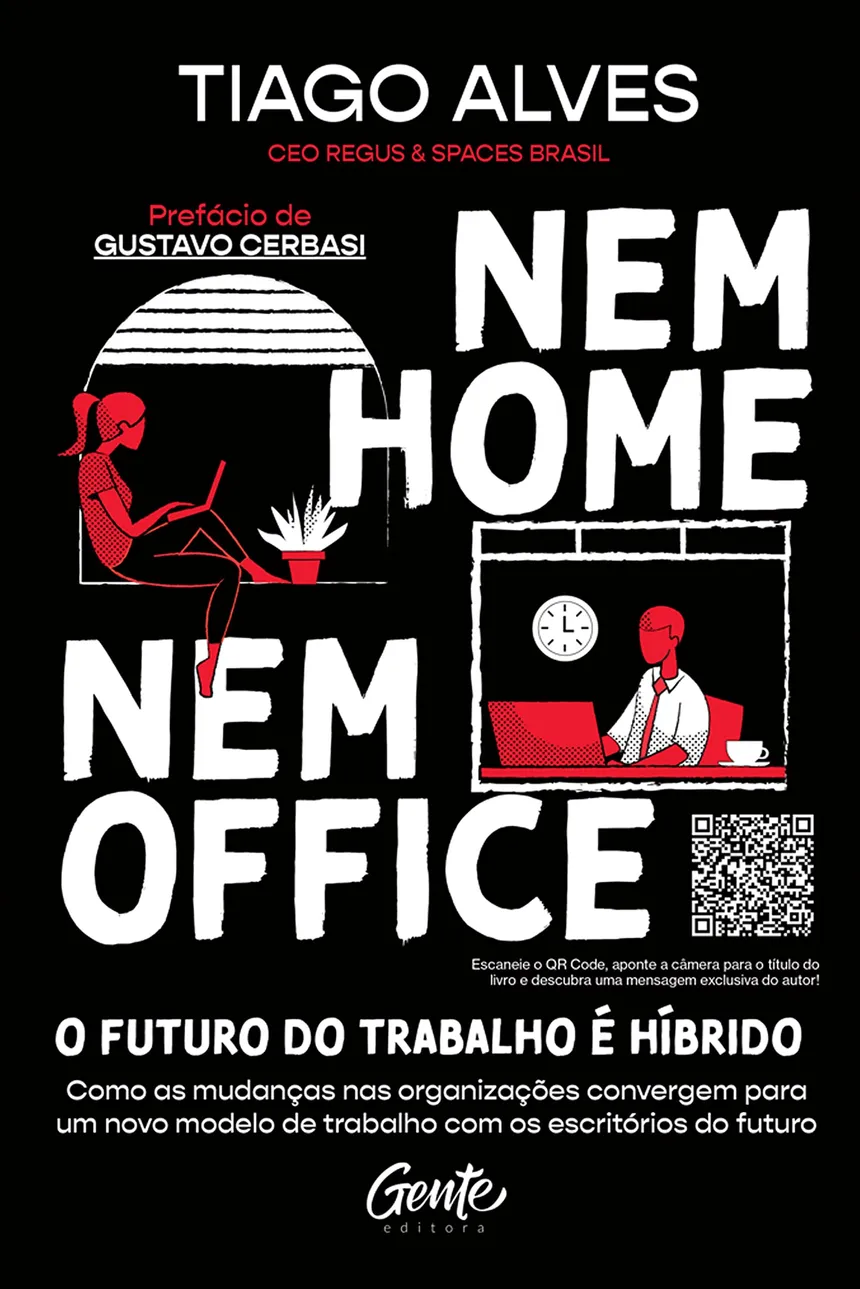 TIAGO ALVES
CEO REGUS & SPACES BRASIL
Prefácio de
GUSTAVO CERBASI
NEM
HOME
NEM
OFFICE
Escaneie o QR Code, aponte a câmera para o título do
livro e descubra uma mensagem exclusiva do autor!
O FUTURO DO TRABALHO É HÍBRIDO
Como as mudanças nas organizações convergem para
um novo modelo de trabalho com os escritórios do futuro
Gente
editora